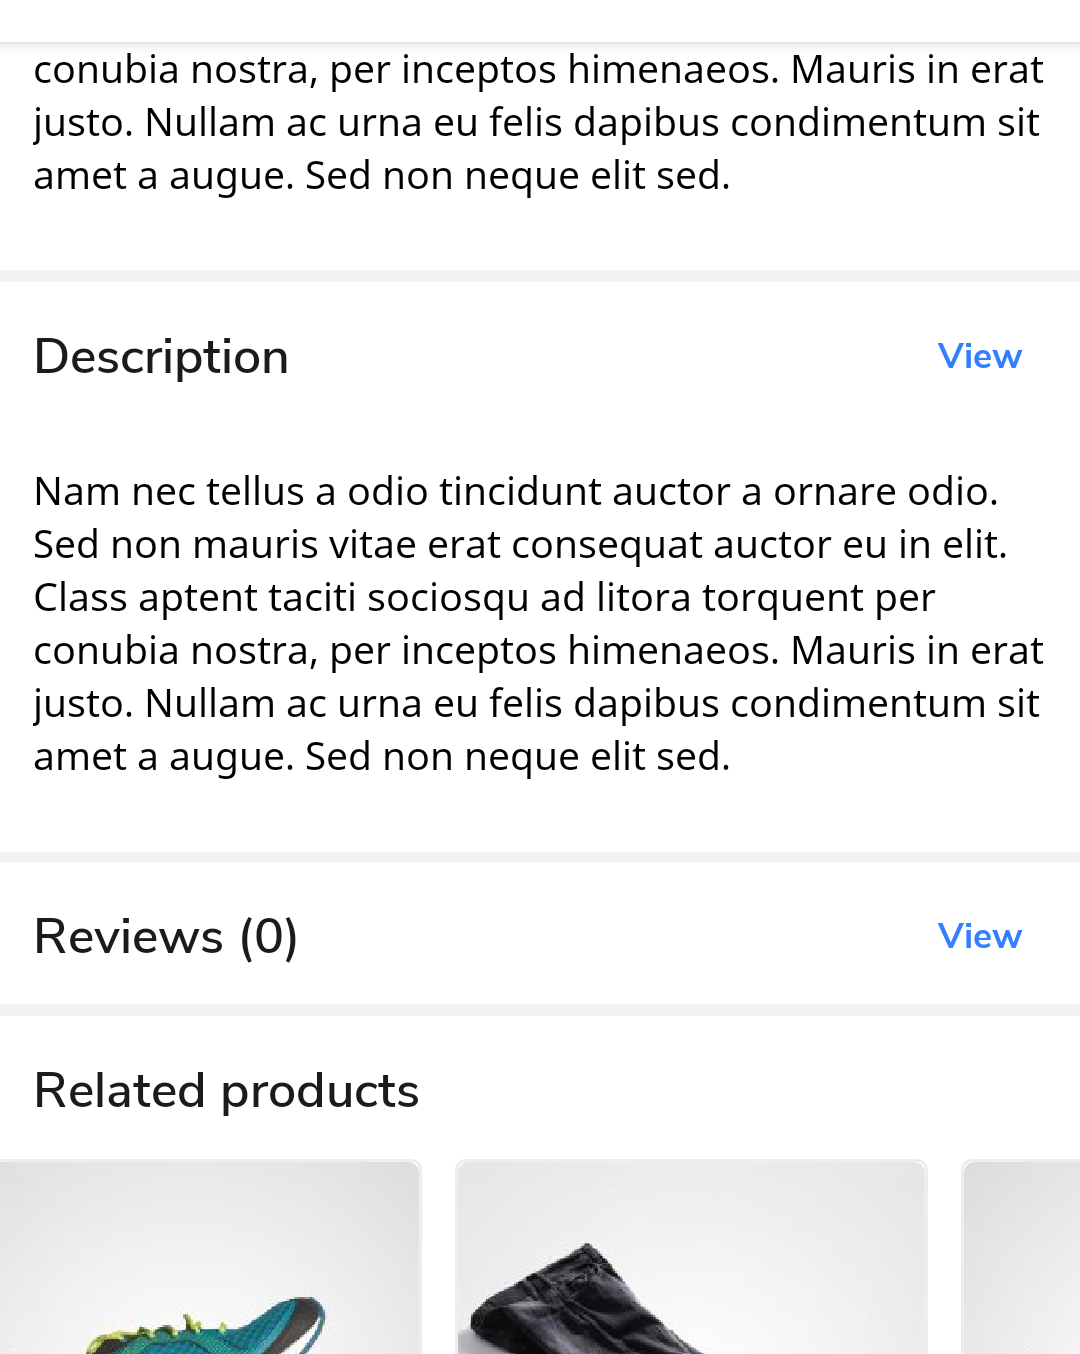 conubia nostra, per inceptos himenaeos. Mauris in erat
justo. Nullam ac urna eu felis dapibus condimentum sit
amet a augue. Sed non neque elit sed.
Description
View
Nam nec tellus a odio tincidunt auctor a ornare odio.
Sed non mauris vitae erat consequat auctor eu in elit.
Class aptent taciti sociosqu ad litora torquent per
conubia nostra, per inceptos himenaeos. Mauris in erat
justo. Nullam ac urna eu felis dapibus condimentum sit
amet a augue. Sed non neque elit sed.
Reviews (0)
View
Related products